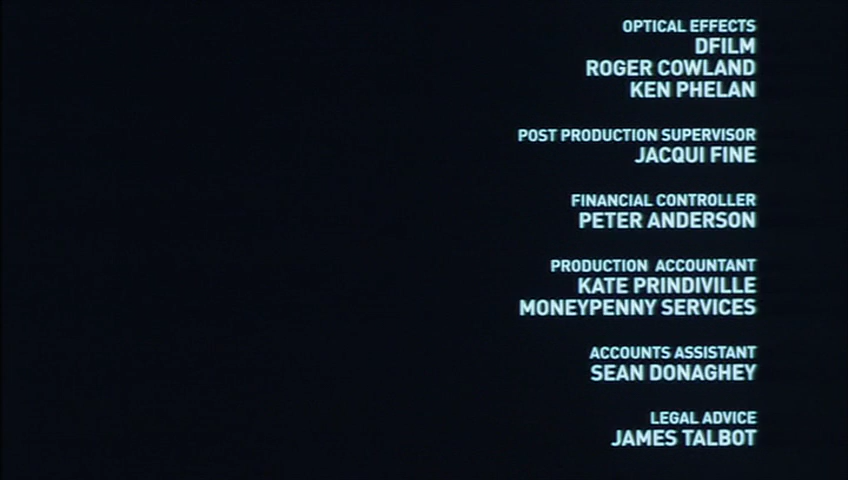 OPTICAL EFFECTS
DFILM
ROGER COWLAND
KEN PHELAN
POST PRODUCTION SUPERVISOR
JACQUI FINE
FINANCIAL CONTROLLER
PETER ANDERSON
PRODUCTION ACCOUNTANT
KATE PRINDIVILLE
MONEYPENNY SERVICES
ACCOUNTS ASSISTANT
SEAN DONAGHEY
LEGAL ADVICE
JAMES TALBOT